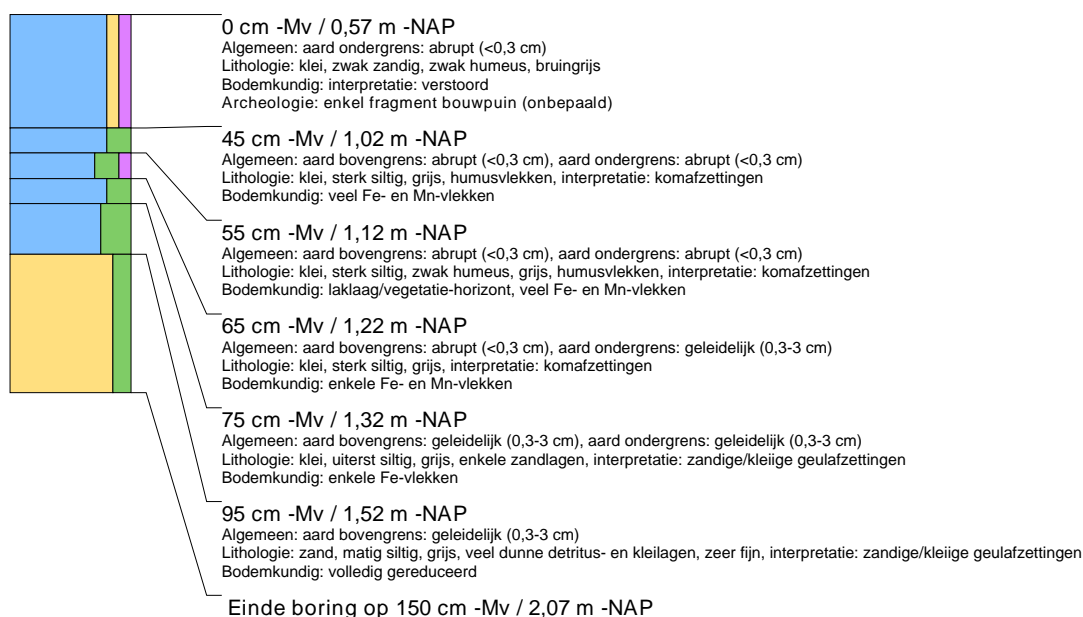 0 cm -Mv / 0,57 m -NAP
Algemeen: aard ondergrens: abrupt (<0,3 cm)
Lithologie: klei, zwak zandig, zwak humeus, bruingrijs
Bodemkundig: interpretatie: verstoord
Archeologie: enkel fragment bouwpuin (onbepaald)
45 cm -Mv / 1,02 m -NAP
Algemeen: aard bovengrens: abrupt (<0,3 cm), aard ondergrens: abrupt (<0,3 cm)
Lithologie: klei, sterk siltig, grijs, humusvlekken, interpretatie: komafzettingen
Bodemkundig: veel Fe- en Mn-vlekken
55 cm -Mv / 1,12 m -NAP
Algemeen: aard bovengrens: abrupt (<0,3 cm), aard ondergrens: abrupt (<0,3 cm)
Lithologie: klei, sterk siltig, zwak humeus, grijs, humusvlekken, interpretatie: komafzettingen
Bodemkundig: laklaag/vegetatie-horizont, veel Fe- en Mn-vlekken
65 cm -Mv / 1,22 m -NAP
Algemeen: aard bovengrens: abrupt (<0,3 cm), aard ondergrens: geleidelijk (0,3-3 cm)
Lithologie: klei, sterk siltig, grijs, interpretatie: komafzettingen
Bodemkundig: enkele Fe- en Mn-vlekken
75 cm -Mv / 1,32 m -NAP
Algemeen: aard bovengrens: geleidelijk (0,3-3 cm), aard ondergrens: geleidelijk (0,3-3 cm)
Lithologie: klei, uiterst siltig, grijs, enkele zandlagen, interpretatie: zandige/kleiige geulafzettingen
Bodemkundig: enkele Fe-vlekken
95 cm -Mv / 1,52 m -NAP
Algemeen: aard bovengrens: geleidelijk (0,3-3 cm)
Lithologie: zand, matig siltig, grijs, veel dunne detritus- en kleilagen, zeer fijn, interpretatie: zandige/kleiige geulafzettingen
Bodemkundig: volledig gereduceerd
Einde boring op 150 cm -Mv / 2,07 m -NAP